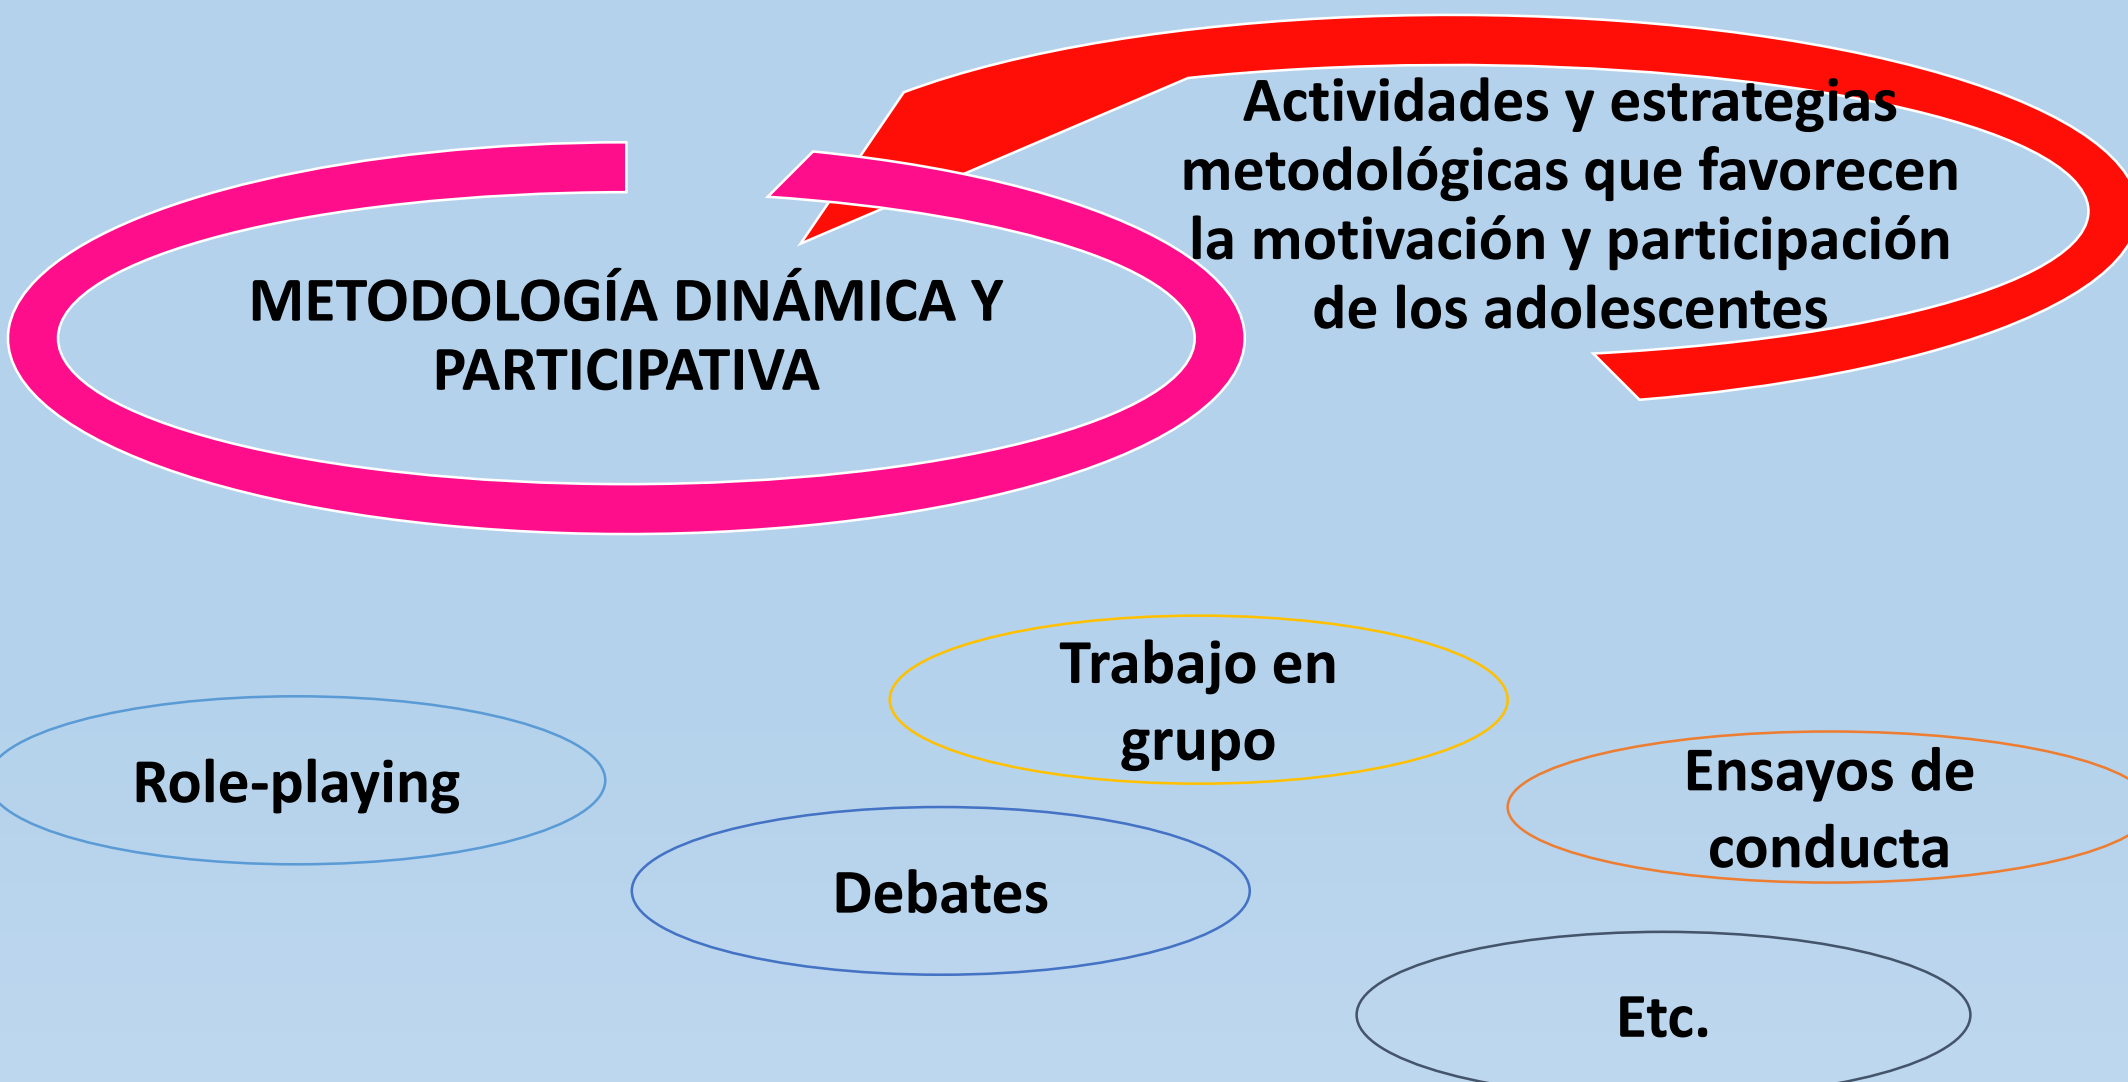 Actividades y estrategias
metodológicas que favorecen
la motivación y participación
de los adolescentes
METODOLOGÍA DINÁMICA Y
PARTICIPATIVA
Trabajo en
grupo
Role-playing
Ensayos de
conducta
Debates
Etc.